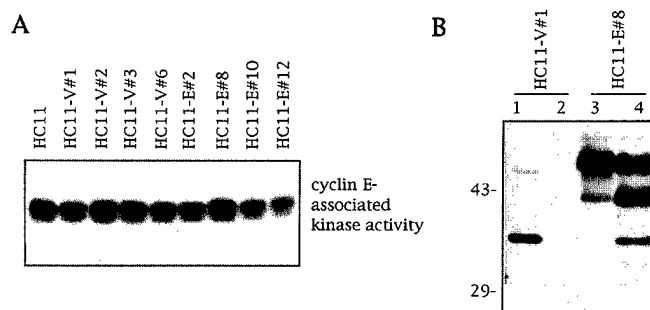 A
HC11
HC11-V#1
HC11-V#2
HC11-V#3
HC11-V#6
HC11-E#2
HC11-E#8
HC11-E#10
HC11-E#12
cyclin E-
associated
kinase activity
B
HC11-V#1
HC11-E#8
1 2 3 4
43-
29-